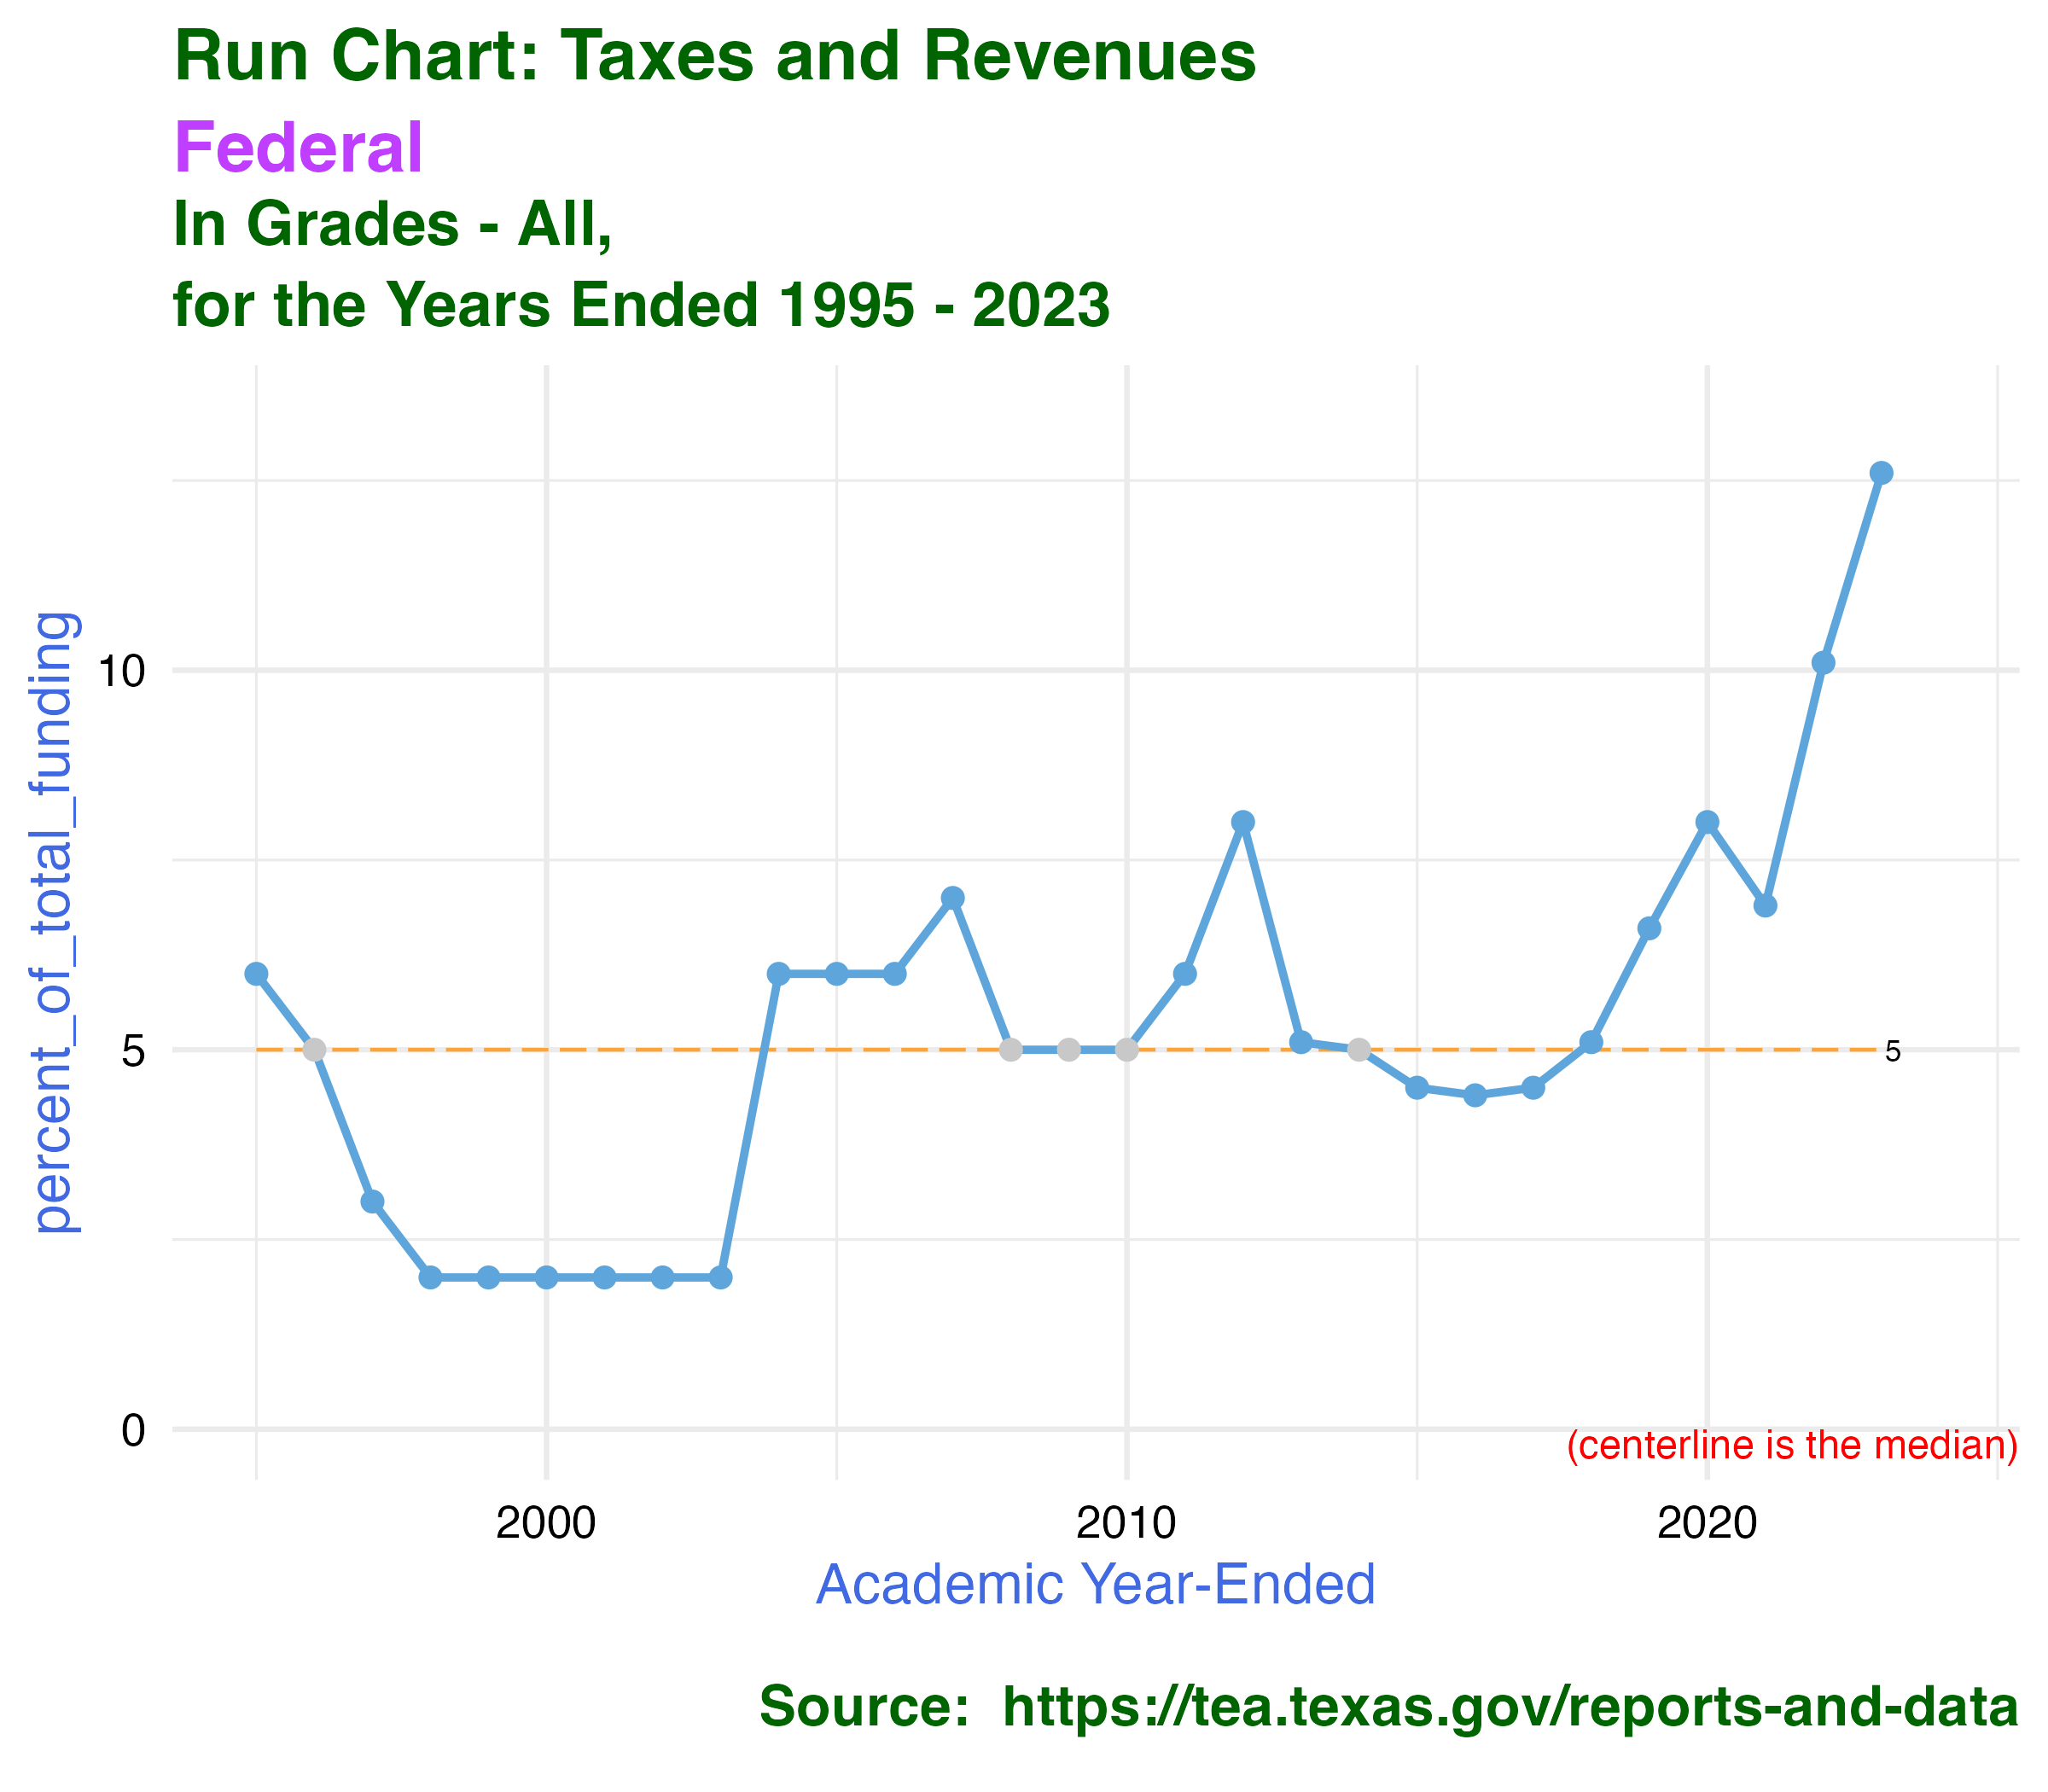 Run Chart: Taxes and Revenues
Federal
In Grades - All,
for the Years Ended 1995 - 2023
percent_of_total_funding
10
5
0
5
(centerline is the median)
2000
2010
2020
Academic Year-Ended
Source:  https://tea.texas.gov/reports-and-data